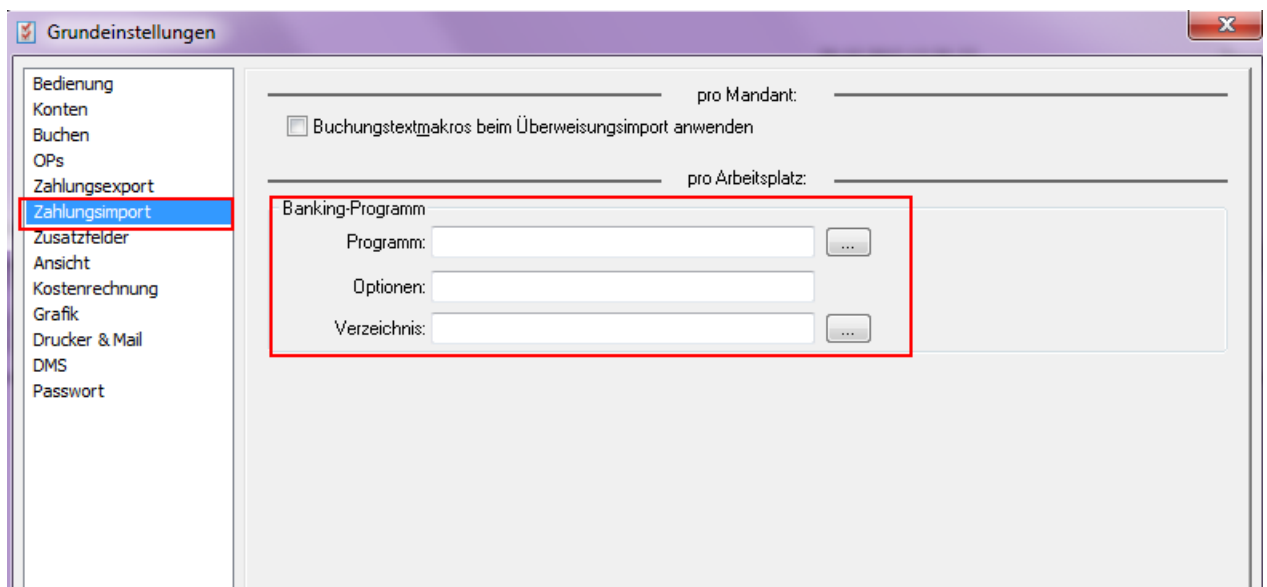 Grundeinstellungen
Bedienung
Konten
Buchen
OPs
Zahlungsexport
Zahlungsimport
Zusatzfelder
Ansicht
Kostenrechnung
Grafik
Drucker & Mail
DMS
Passwort
pro Mandant:
Buchungstextmakros beim Überweisungsimport anwenden
pro Arbeitsplatz:
Banking-Programm
Programm: ...
Optionen:
Verzeichnis: ...